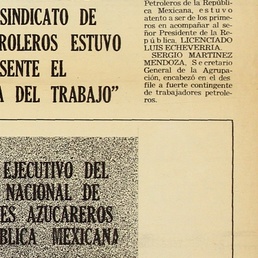 SINDICATO DE
ROLEROS ESTUVO
SENTE EL
A DEL TRABAJO"
Petroleros de la Repúbli-
ca Mexicana, estuvo
atento a ser de los prime-
ros en acompañar al se-
ñor Presidente de la Re-
pública, LICENCIADO
LUIS ECHEVERRIA.
SERGIO MARTINEZ
MENDOZA, Secretario
General de la Agrupa-
ción, encabezó en el des-
file a fuerte contingente
de trabajadores petrole-
ros.
EJECUTIVO DEL
NACIONAL DE
ES AZUCAREROS
BLICA MEXICANA